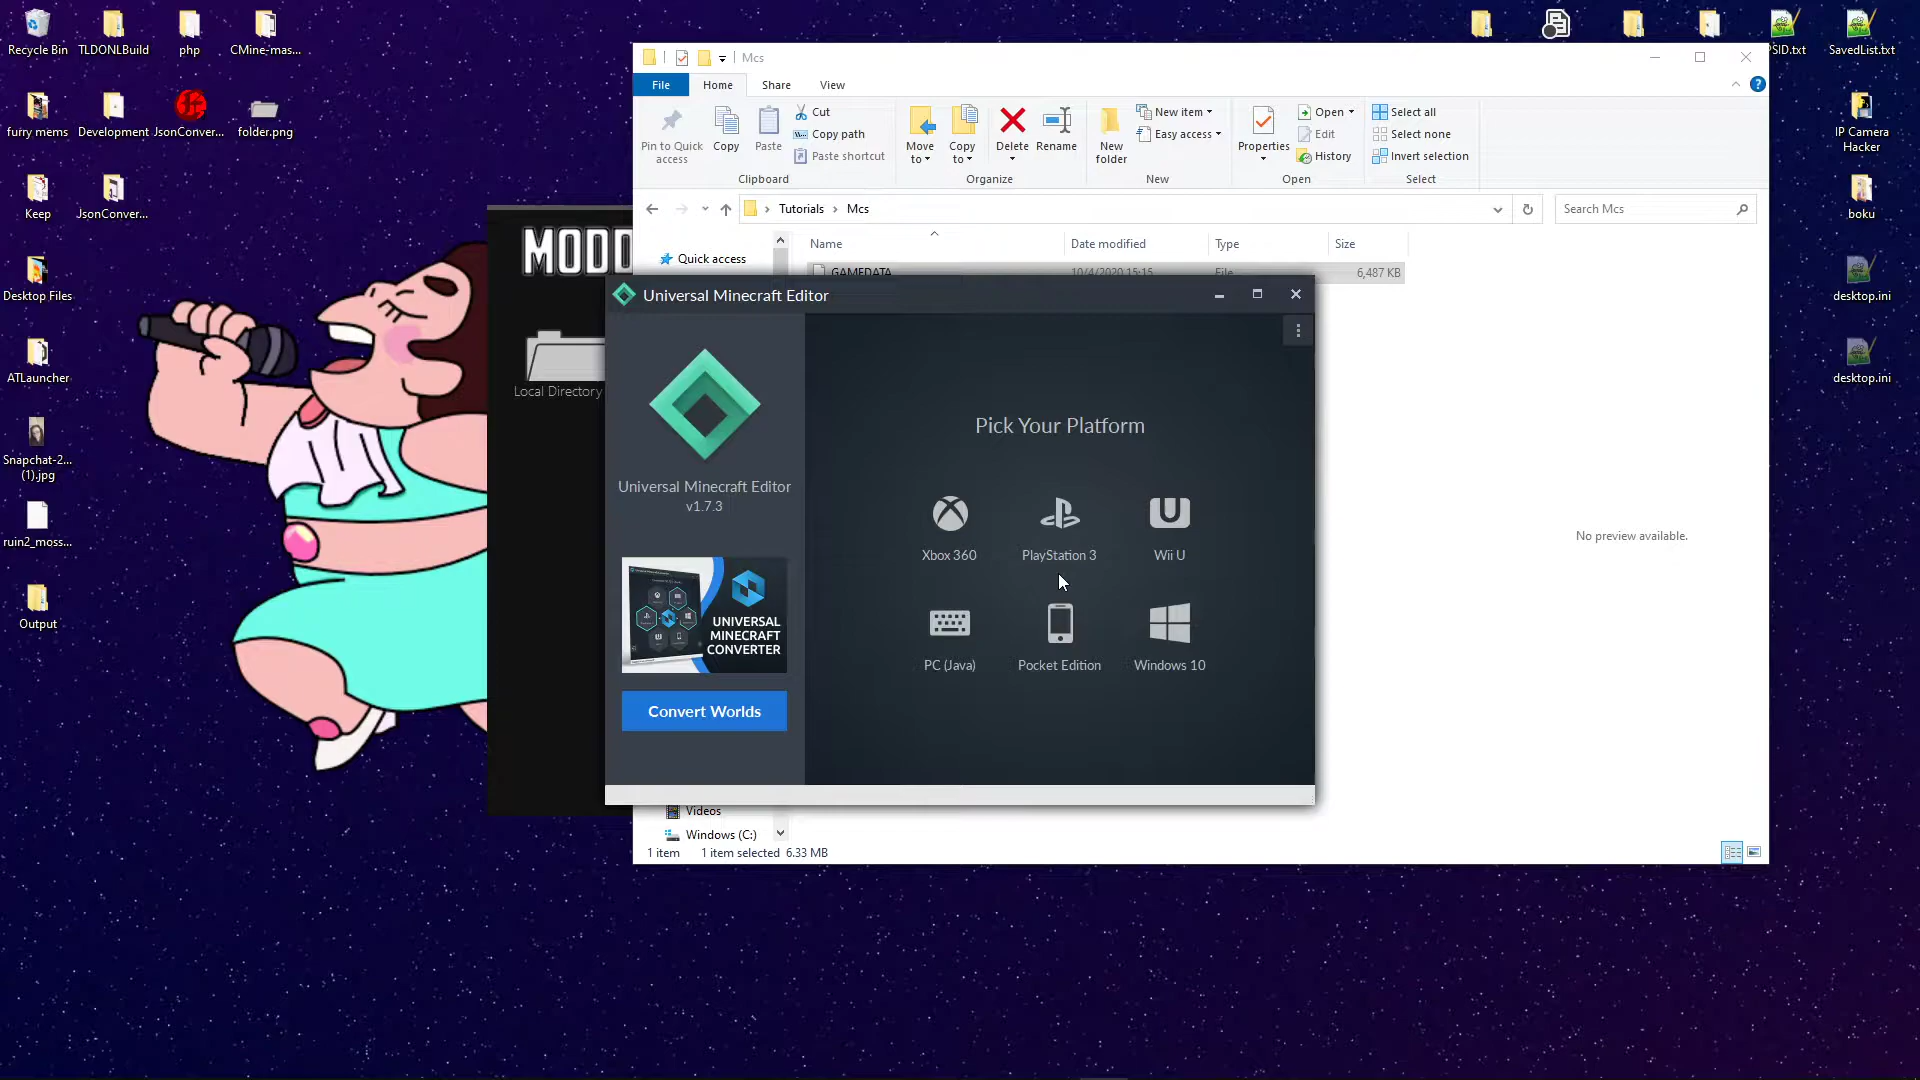 Recycle Bin
TLDONLBuild
php
CMine-mas...
furry mems
Development
JsonConver...
folder.png
Keep
JsonConver...
Desktop Files
ATLauncher
Snapchat-2...
(1).jpg
ruin2_moss...
Output
MODD
Local Directory
Mcs
File
Home
Share
View
Pin to Quick
access
Copy
Paste
Cut
Copy path
Paste shortcut
Clipboard
Move
to
Copy
to
Delete
Rename
Organize
New
folder
New item
Easy access
New
Properties
Open
Edit
History
Open
Select all
Select none
Invert selection
Select
Tutorials
Mcs
Search Mcs
Quick access
Name
Date modified
Type
Size
GAMEDATA
10/4/2020 15:15
File
6,487 KB
No preview available.
Universal Minecraft Editor
Universal Minecraft Editor
v1.7.3
UNIVERSAL
MINECRAFT
CONVERTER
Convert Worlds
Pick Your Platform
Xbox 360
PlayStation 3
Wii U
PC (Java)
Pocket Edition
Windows 10
Videos
Windows (C:)
1 item
1 item selected
6.33 MB
PSID.txt
SavedList.txt
IP Camera
Hacker
boku
desktop.ini
desktop.ini